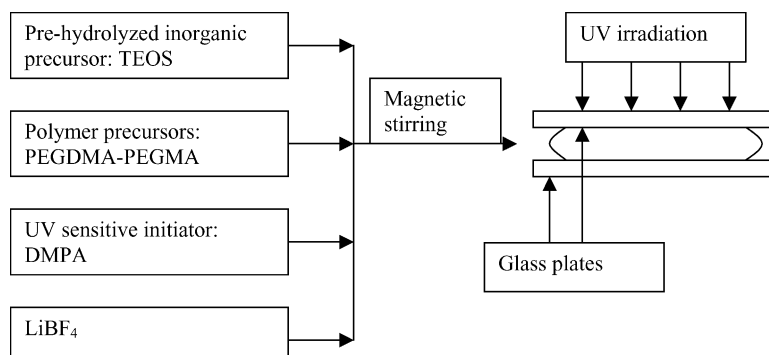 Pre-hydrolyzed inorganic
precursor: TEOS
Polymer precursors:
PEGDMA-PEGMA
UV sensitive initiator:
DMPA
LiBF₄
Magnetic
stirring
UV irradiation
Glass plates